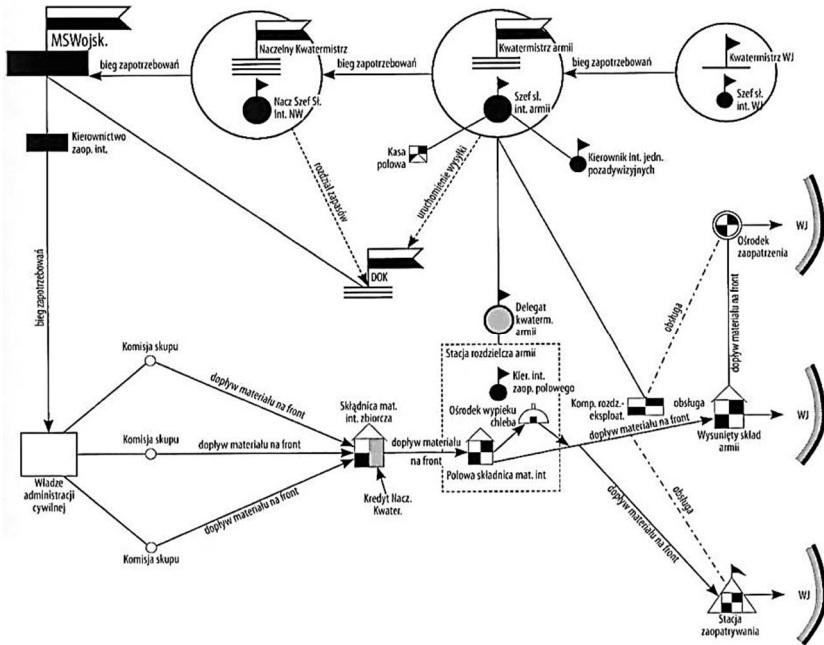 MSWojsk.
Naczelny Kwatermistrz
Kwatermistrz armii
Kwatermistrz WJ
bieg zapotrzebowań
bieg zapotrzebowań
bieg zapotrzebowań
Nacz Szef Sł.
Int. NW.
Szef sł.
int. armii
Szef sł.
int. WJ
Kierownictwo
zaop. int.
Kasa
polowa
Kierownik int. jedn.
pozadywizyjnych
rozdział zapasów
uruchomienie wysyłki
DOK
bieg zapotrzebowań
WJ
Ośrodek
zaopatrzenia
Delegat
kwaterm.
armii
Stacja rozdzielcza armii
obsługa
dopływ materiału na front
Komisja skupu
dopływ materiału na front
Kier. int.
zaop. polowego
Składnica mat.
int. zbiorcza
Ośrodek wypieku
chleba
Komp. rozdz.-
eksploat.
obsługa
dopływ materiału na front
WJ
Komisja skupu
dopływ materiału na front
dopływ materiału
na front
Wysunięty skład
armii
Polowa składnica mat. int
Władze
administracji
cywilnej
Kredyt Nacz.
Kwater.
dopływ materiału na front
obsługa
dopływ materiału na front
Komisja skupu
WJ
Stacja
zaopatrywania